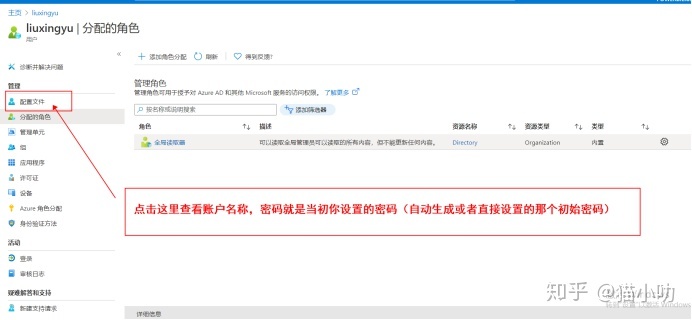 主页 > liuxingyu
liuxingyu | 分配的角色
用户
«
添加角色分配 刷新 得到反馈?
诊断并解决问题
管理
配置文件
分配的角色
管理单元
组
应用程序
许可证
设备
Azure 角色分配
身份验证方法
活动
登录
审核日志
疑难解答和支持
新建支持请求
管理角色
管理角色可用于授予对 Azure AD 和其他 Microsoft 服务的访问权限。了解更多
按名称或说明搜索
添加筛选器
角色 描述 资源名称 资源类型 类型
全局读取器 可以读取全局管理员可以读取的所有内容，但不能更新任何内容。 Directory Organization 内置
点击这里查看账户名称，密码就是当初你设置的密码（自动生成或者直接设置的那个初始密码）
详细信息
知乎 @猫小叻